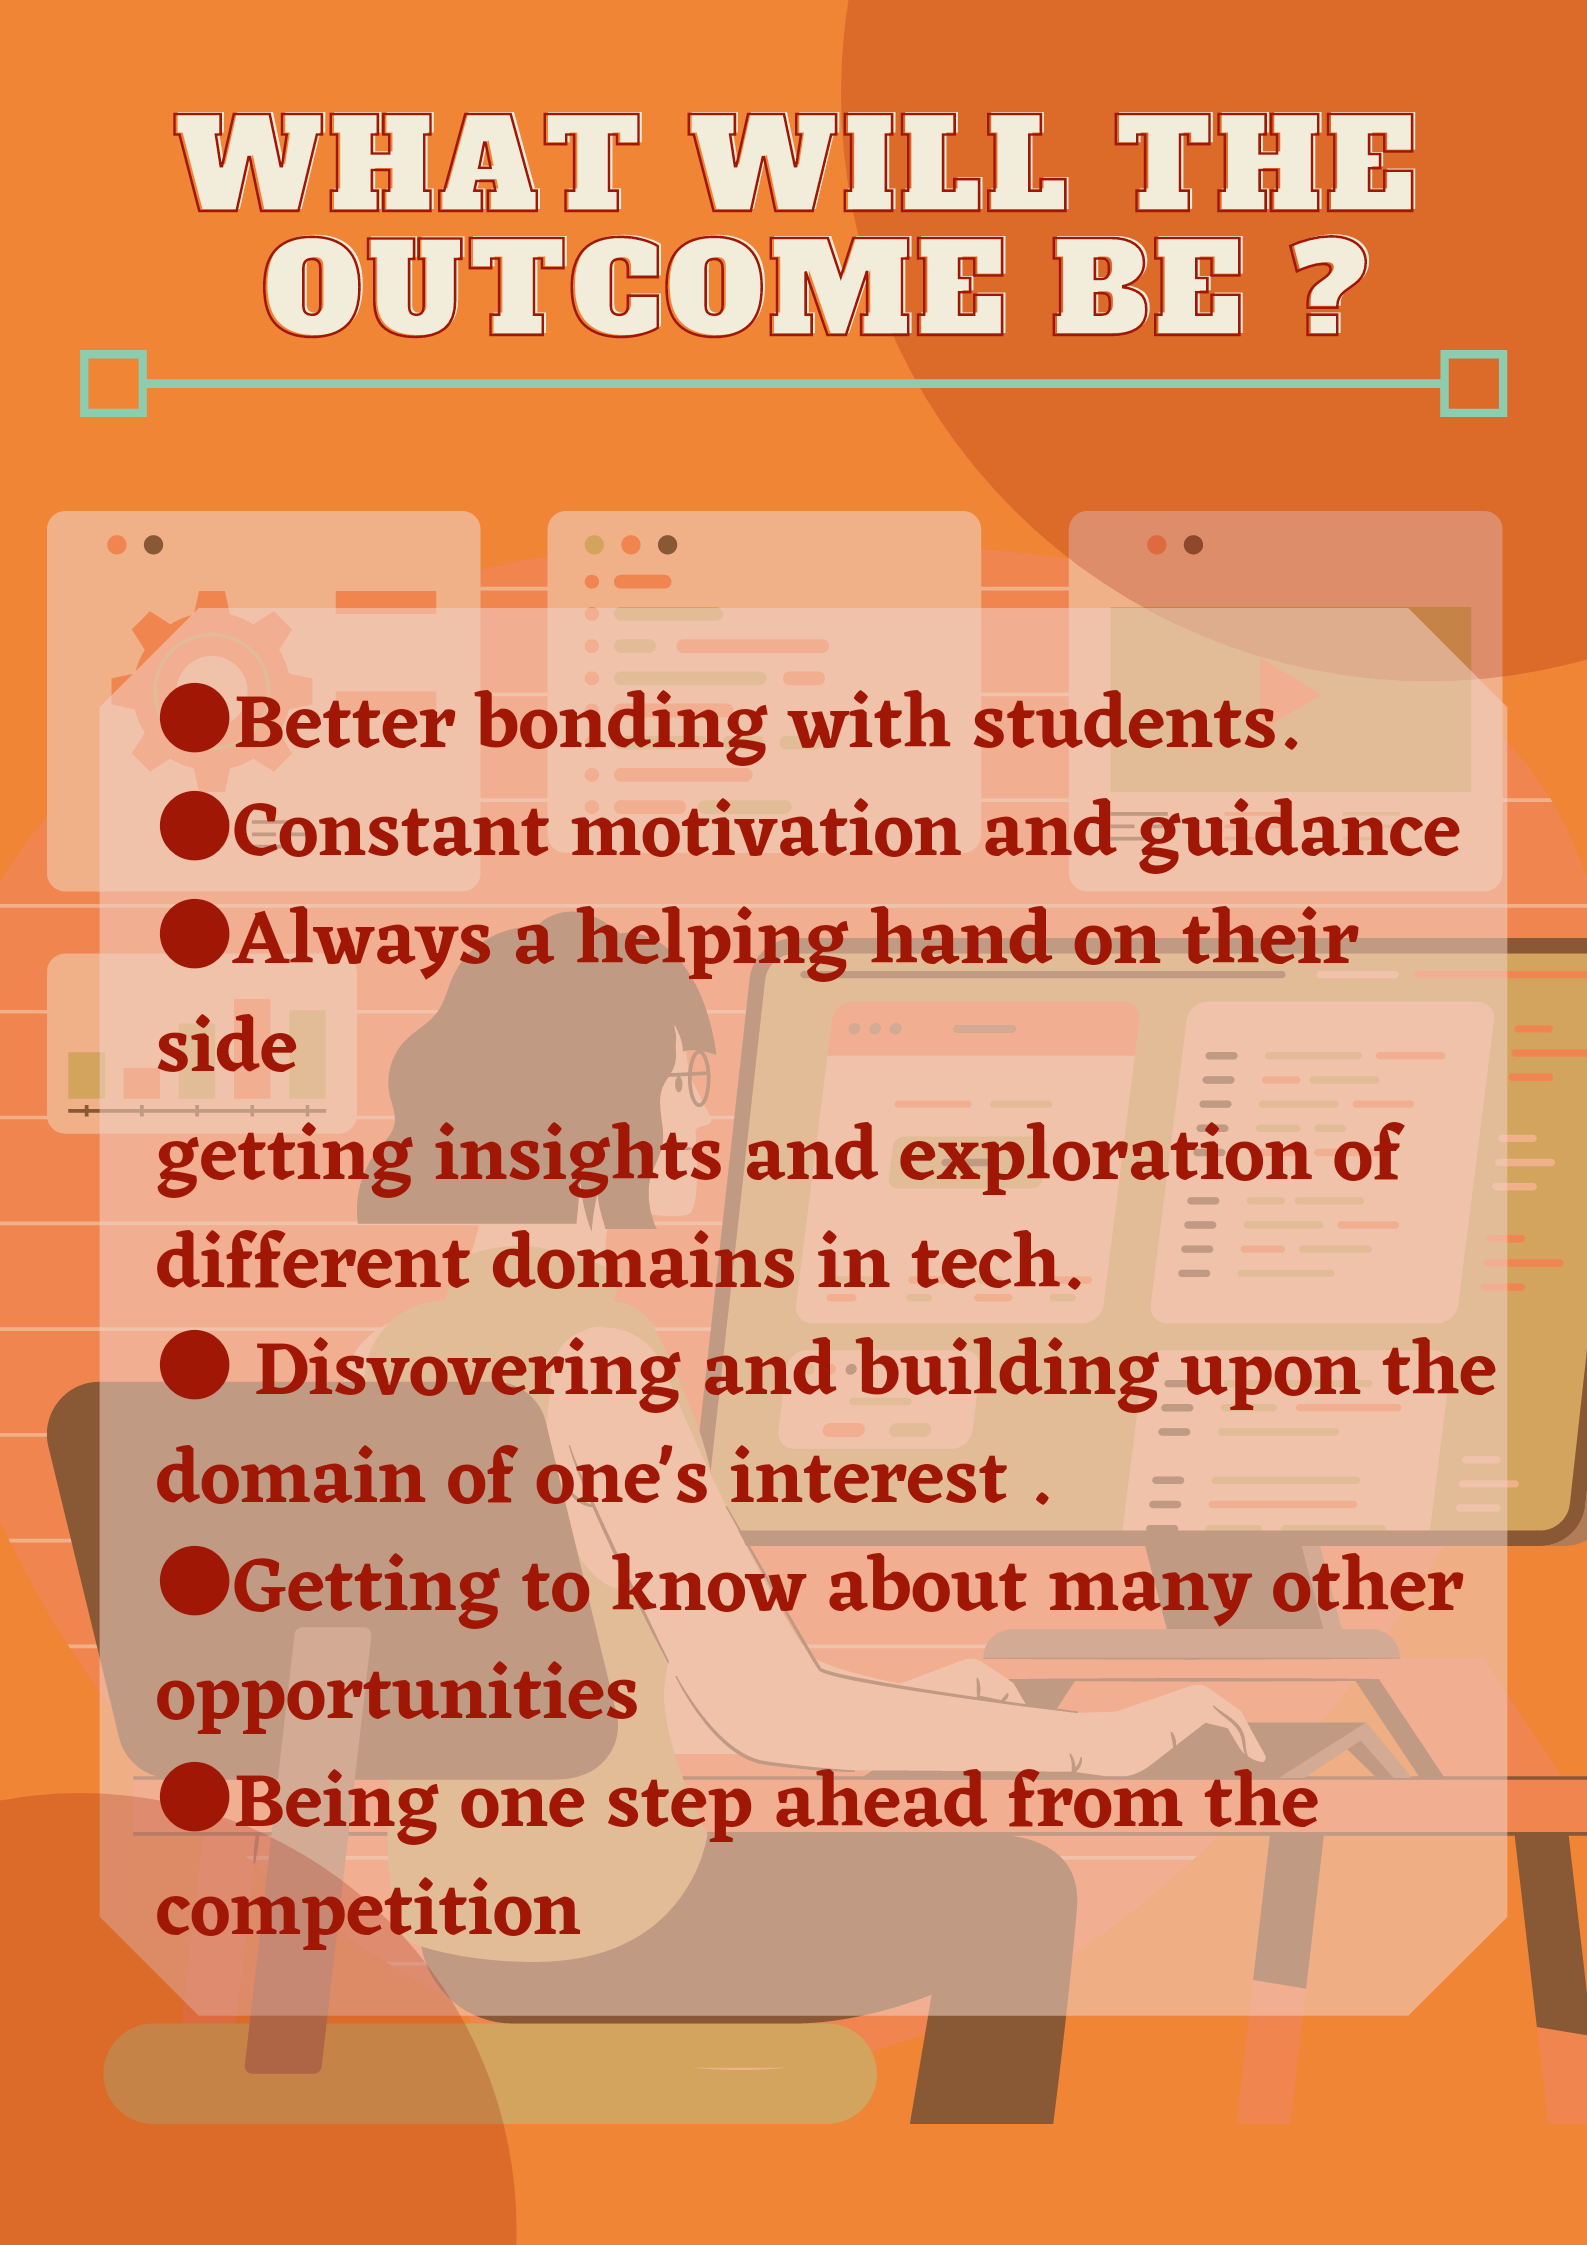 WHAT WILL THE
OUTCOME BE ?
●Better bonding with students.
●Constant motivation and guidance
●Always a helping hand on their
side
getting insights and exploration of
different domains in tech.
● Disvovering and building upon the
domain of one's interest .
●Getting to know about many other
opportunities
●Being one step ahead from the
competition